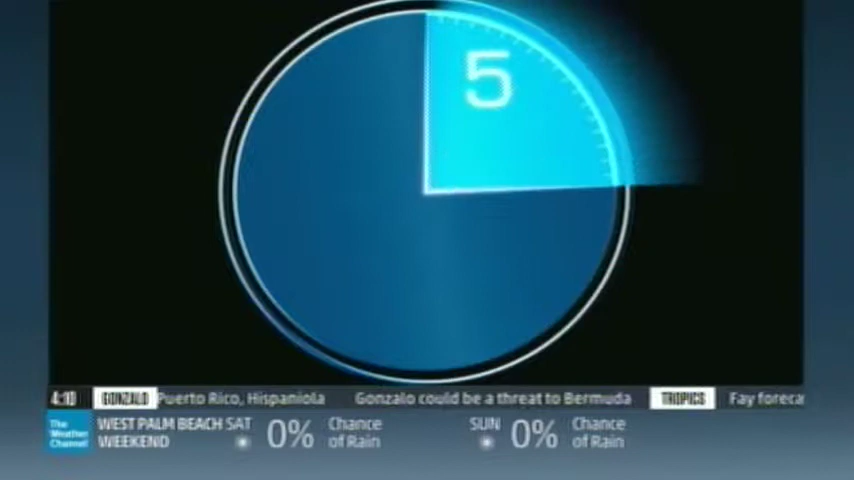 5
4:10 GONZALO Puerto Rico, Hispaniola Gonzalo could be a threat to Bermuda TROPICS Fay foreca
The Weather Channel
WEST PALM BEACH SAT 0% Chance of Rain SUN 0% Chance of Rain
WEEKEND